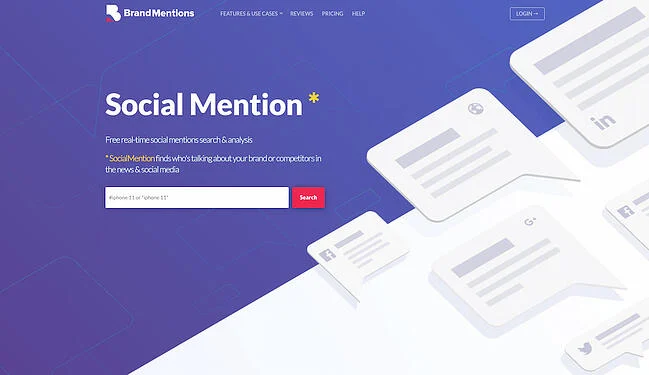 BrandMentions
FEATURES & USE CASES
REVIEWS
PRICING
HELP
LOGIN →
Social Mention *
Free real-time social mentions search & analysis
* SocialMention finds who's talking about your brand or competitors in
the news & social media
#iphone 11 or "iphone 11"
Search
in
f
G+
f